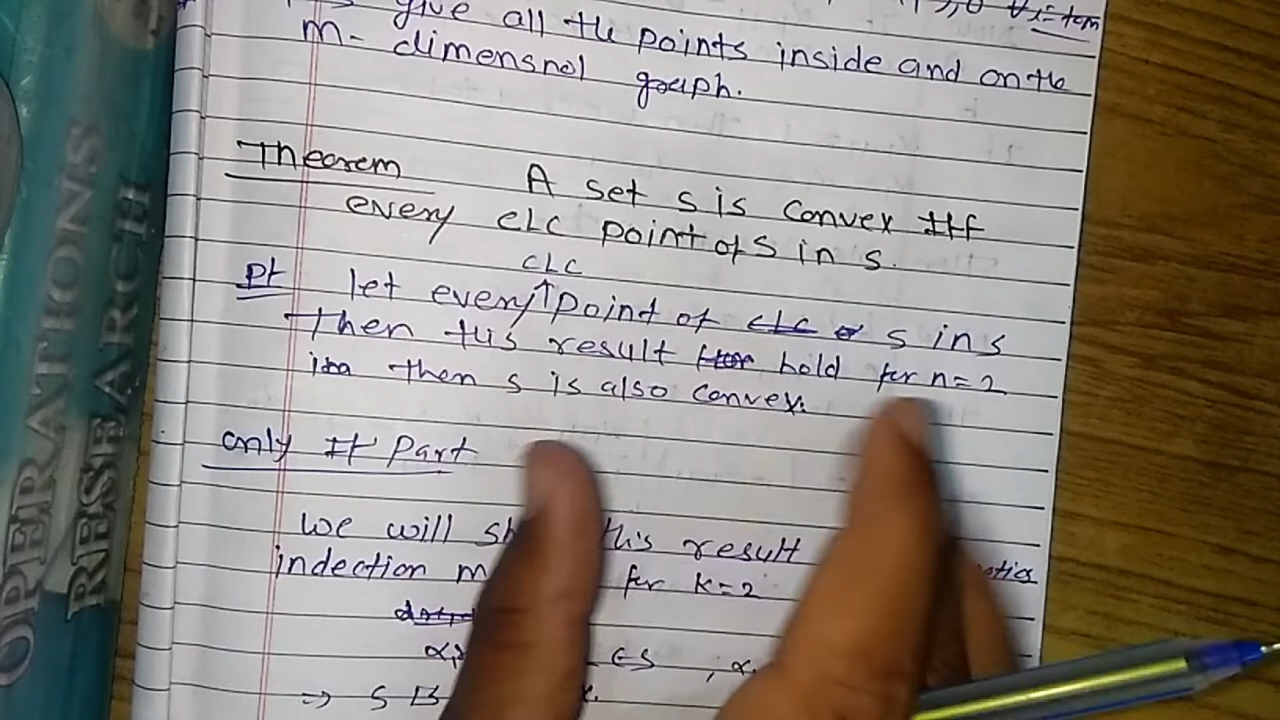 give all the points inside and on the
m- dimensnol graph.
Theorem A set S is Convex Iff
every CLC point of S in S.
CLC
Pf let every point of CLC of S in S
Then this result hold for n=2
then S is also convex.
only If Part
We will this result
indection for K=2
ES
=> S
OPERATIONS
RESEARCH